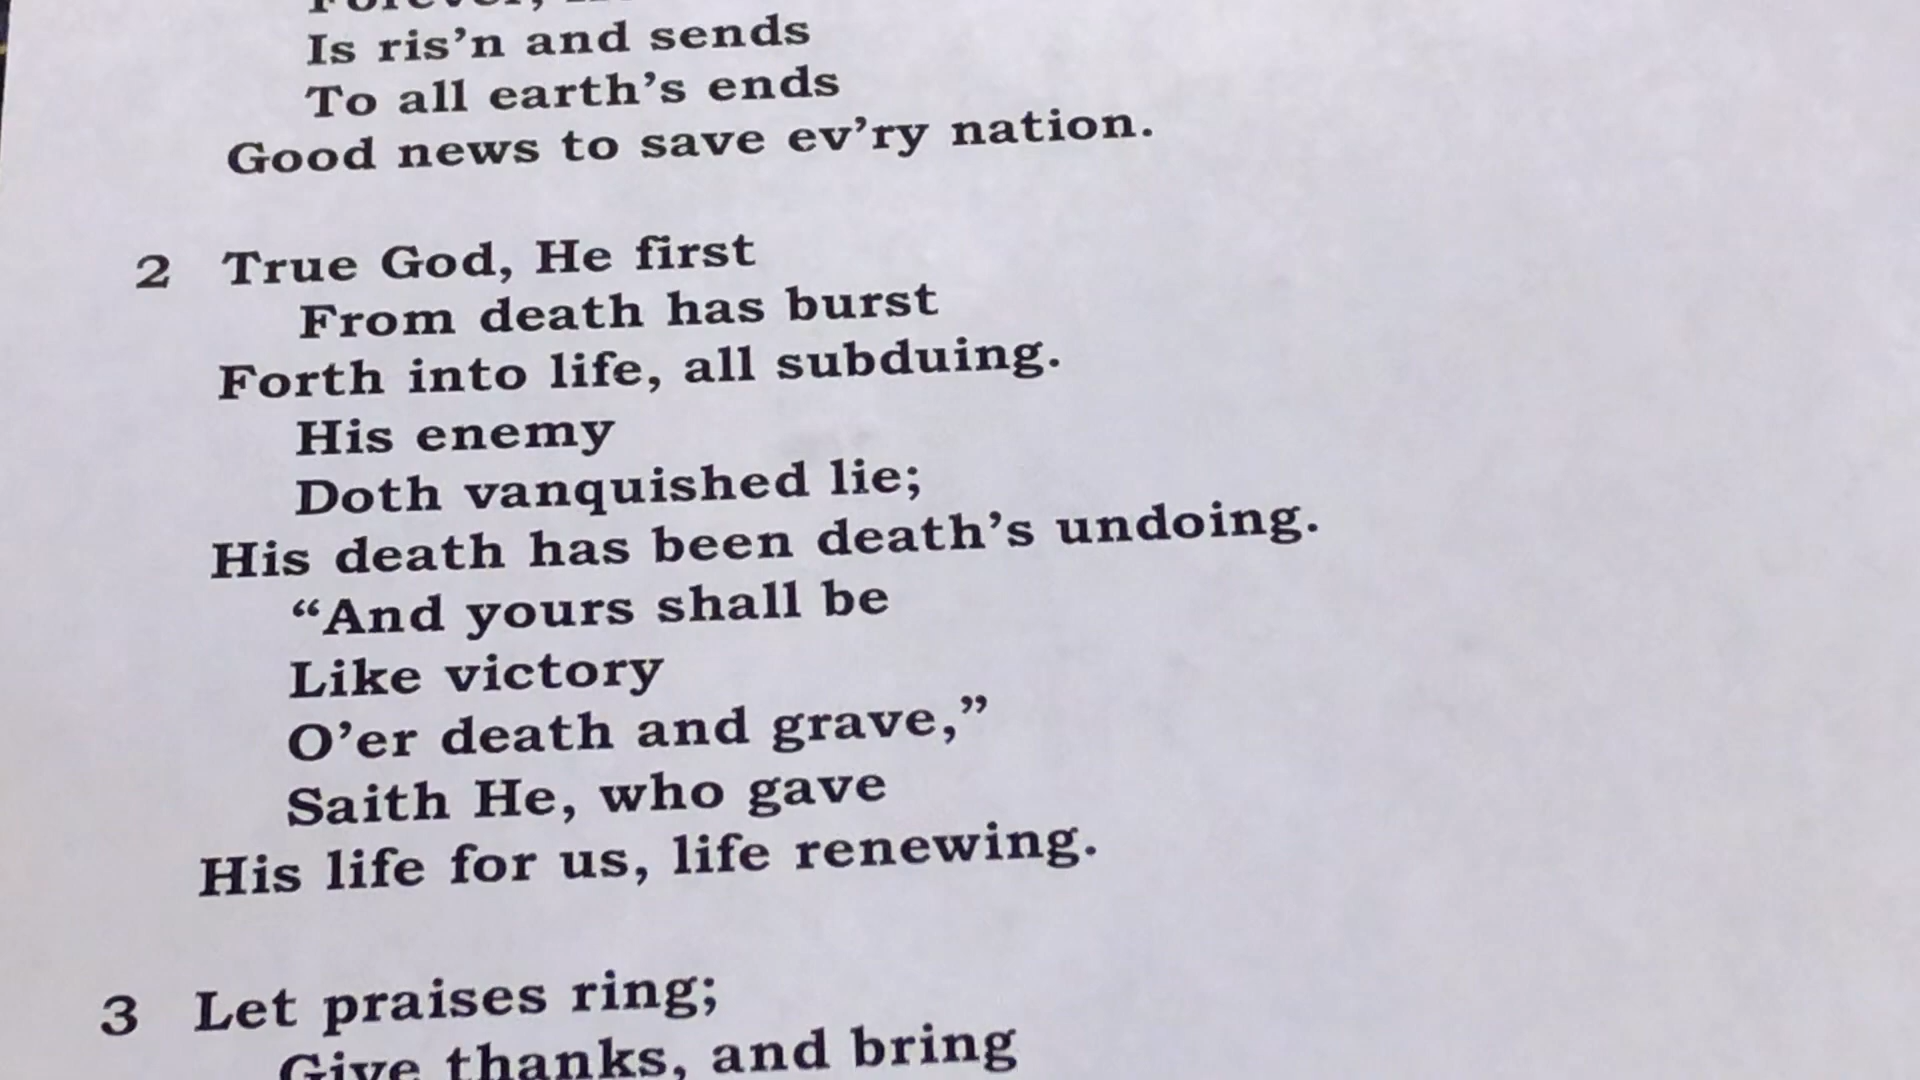 Is ris’n and sends
To all earth’s ends
Good news to save ev’ry nation.
2 True God, He first
From death has burst
Forth into life, all subduing.
His enemy
Doth vanquished lie;
His death has been death’s undoing.
“And yours shall be
Like victory
O’er death and grave,”
Saith He, who gave
His life for us, life renewing.
3 Let praises ring;
Give thanks, and bring